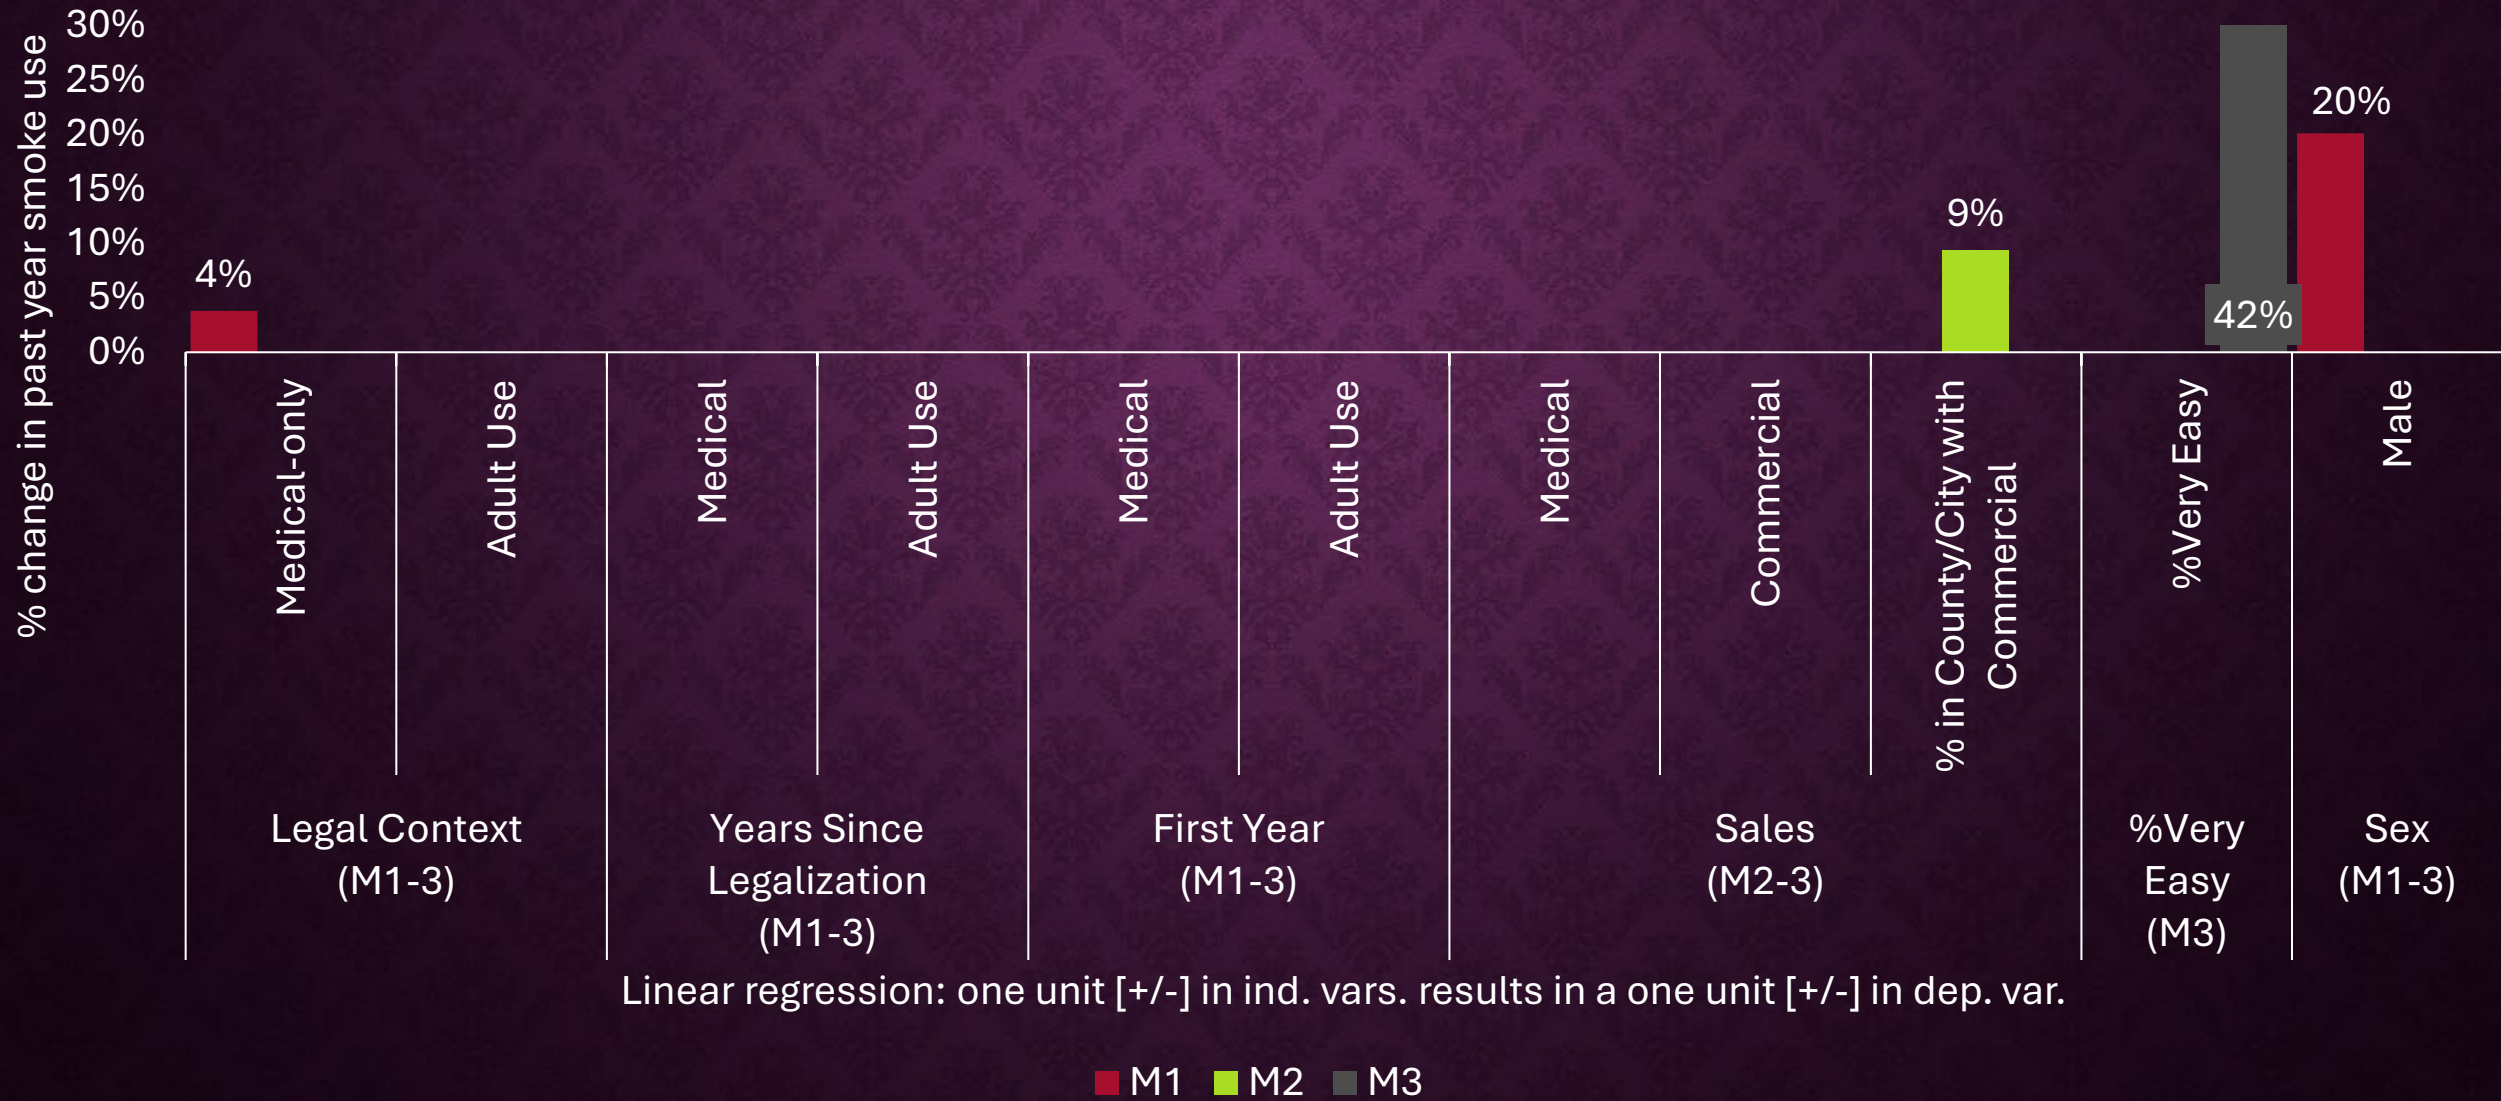 % change in past year smoke use
30%
25%
20%
15%
10%
5%
0%
4%
9%
42%
20%
Medical-only
Adult Use
Medical
Adult Use
Medical
Adult Use
Medical
Commercial
% in County/City with
Commercial
%Very Easy
Male
Legal Context
(M1-3)
Years Since
Legalization
(M1-3)
First Year
(M1-3)
Sales
(M2-3)
%Very
Easy
(M3)
Sex
(M1-3)
Linear regression: one unit [+/-] in ind. vars. results in a one unit [+/-] in dep. var.
M1 M2 M3